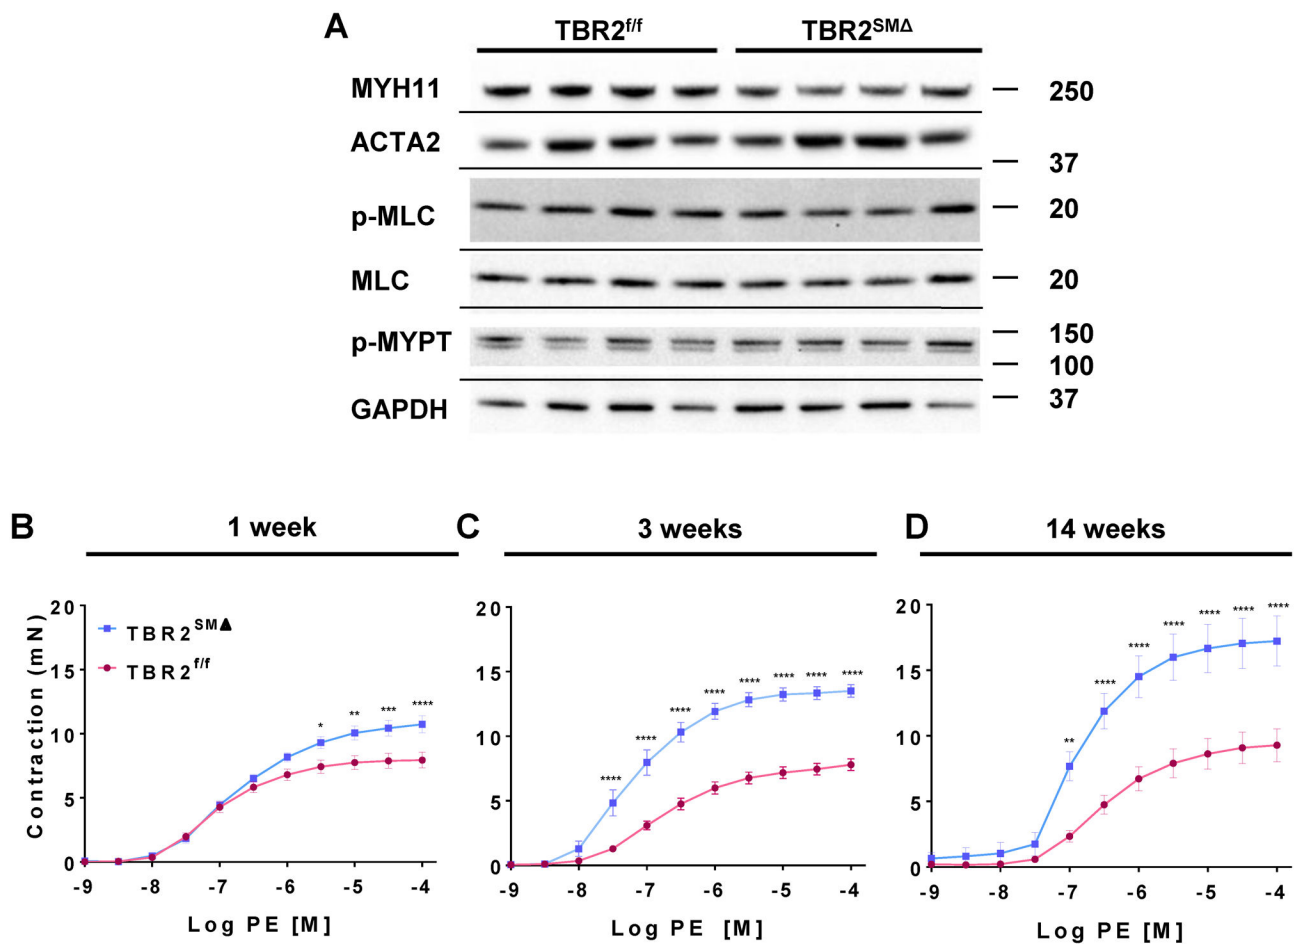 A
TBR2f/f TBR2SMΔ
MYH11 250
ACTA2
37
p-MLC 20
MLC 20
p-MYPT 150
100
GAPDH 37
B 1 week C 3 weeks D 14 weeks
Contraction (mN)
20
15
10
5
0
TBR2SMΔ
TBR2f/f
* ** *** ****
-9 -8 -7 -6 -5 -4
Log PE [M]
20
15
10
5
0
**** **** **** **** **** **** **** ****
-9 -8 -7 -6 -5 -4
Log PE [M]
20
15
10
5
0
** **** **** **** **** **** ****
-9 -8 -7 -6 -5 -4
Log PE [M]